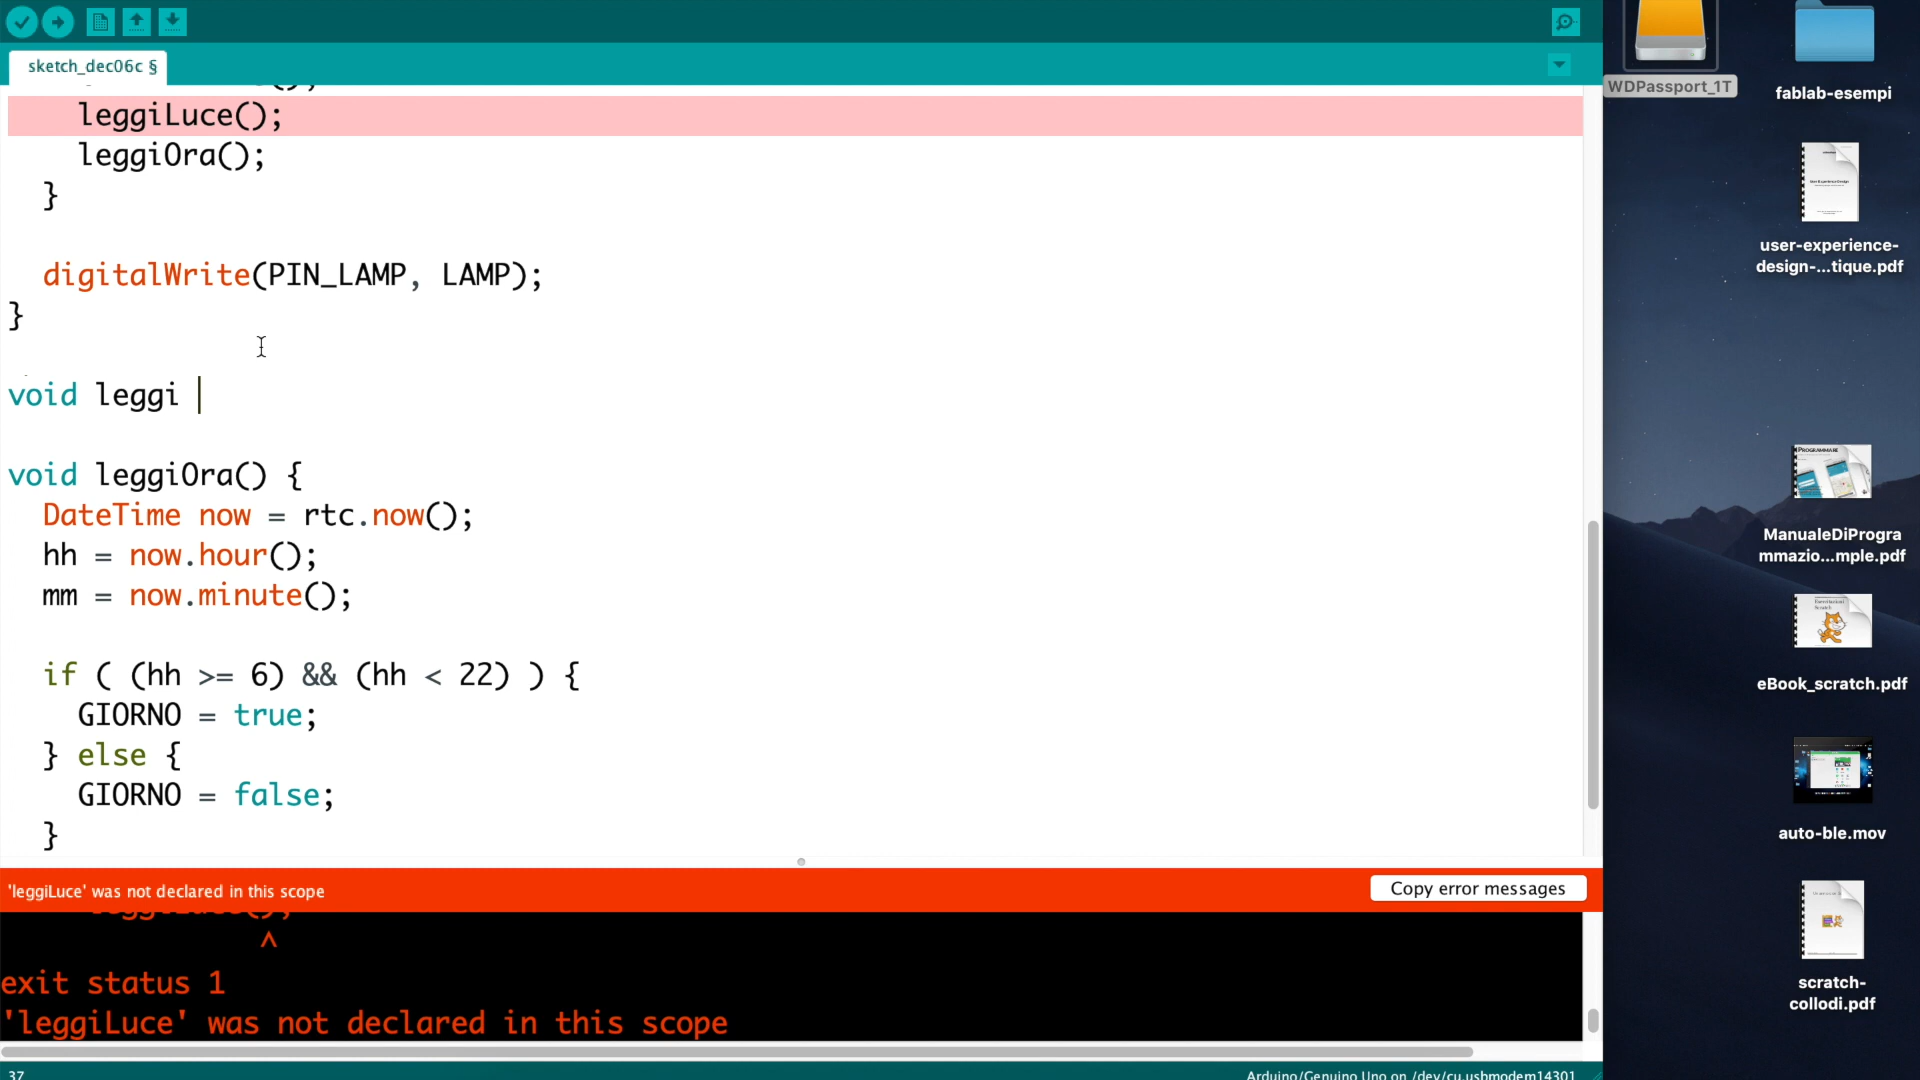 sketch_dec06c §
leggiLuce();
leggiOra();
}
digitalWrite(PIN_LAMP, LAMP);
}
void leggi
void leggiOra() {
DateTime now = rtc.now();
hh = now.hour();
mm = now.minute();
if ( (hh >= 6) && (hh < 22) ) {
GIORNO = true;
} else {
GIORNO = false;
}
'leggiLuce' was not declared in this scope
Copy error messages
leggiLuce();
^
exit status 1
'leggiLuce' was not declared in this scope
37
Arduino/Genuino Uno on /dev/cu.usbmodem14301
WDPassport_1T
fablab-esempi
user-experience-
design-...tique.pdf
ManualeDiProgra
mmazio...mple.pdf
eBook_scratch.pdf
auto-ble.mov
scratch-
collodi.pdf